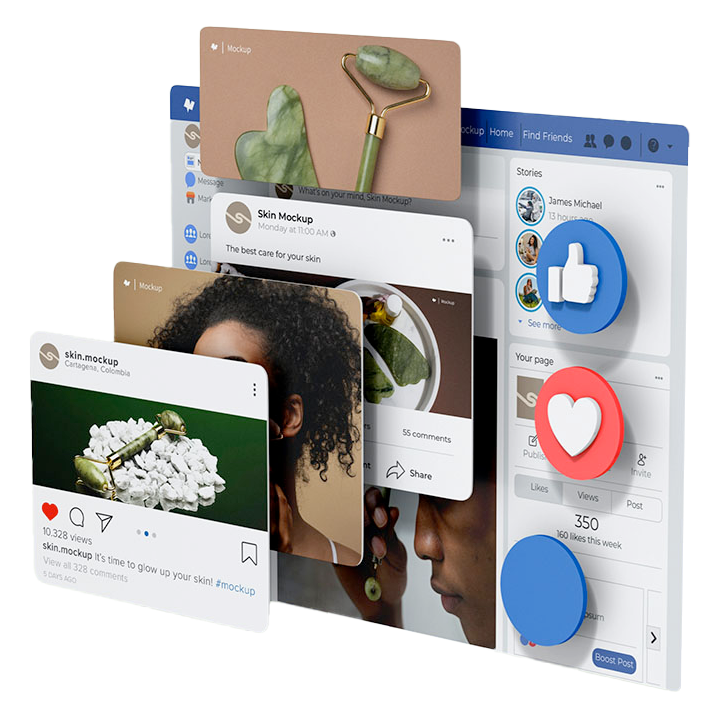 Mockup
ockup Home Find Friends
Message
Mark
Lore
Lore
What's on your mind, Skin Mockup?
Stories
James Michael
13 hours ago
See more
Skin Mockup
Monday at 11:00 AM
The best care for your skin
Mockup
mockup
55 comments
Share
Your page
Publis
Invite
Likes Views Post
350
160 likes this week
psum
Boost Post
skin.mockup
Cartagena, Colombia
10.328 views
skin.mockup It's time to glow up your skin! #mockup
View all 328 comments
5 DAYS AGO